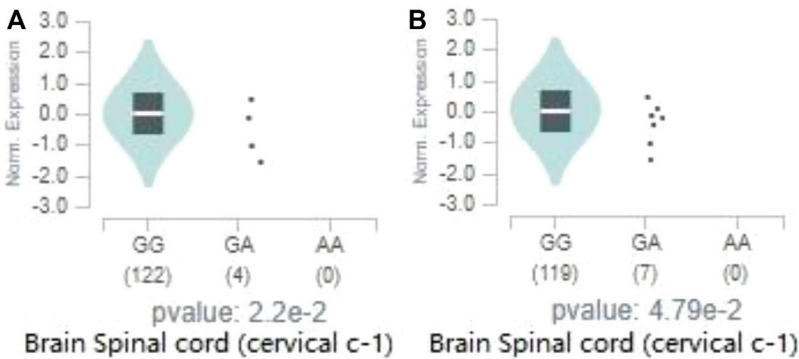 A
3.0
2.0
1.0
0.0
-1.0
-2.0
-3.0
Norm. Expression
GG GA AA
(122) (4) (0)
pvalue: 2.2e-2
Brain Spinal cord (cervical c-1)
B
3.0
2.0
1.0
0.0
-1.0
-2.0
-3.0
Norm. Expression
GG GA AA
(119) (7) (0)
pvalue: 4.79e-2
Brain Spinal cord (cervical c-1)